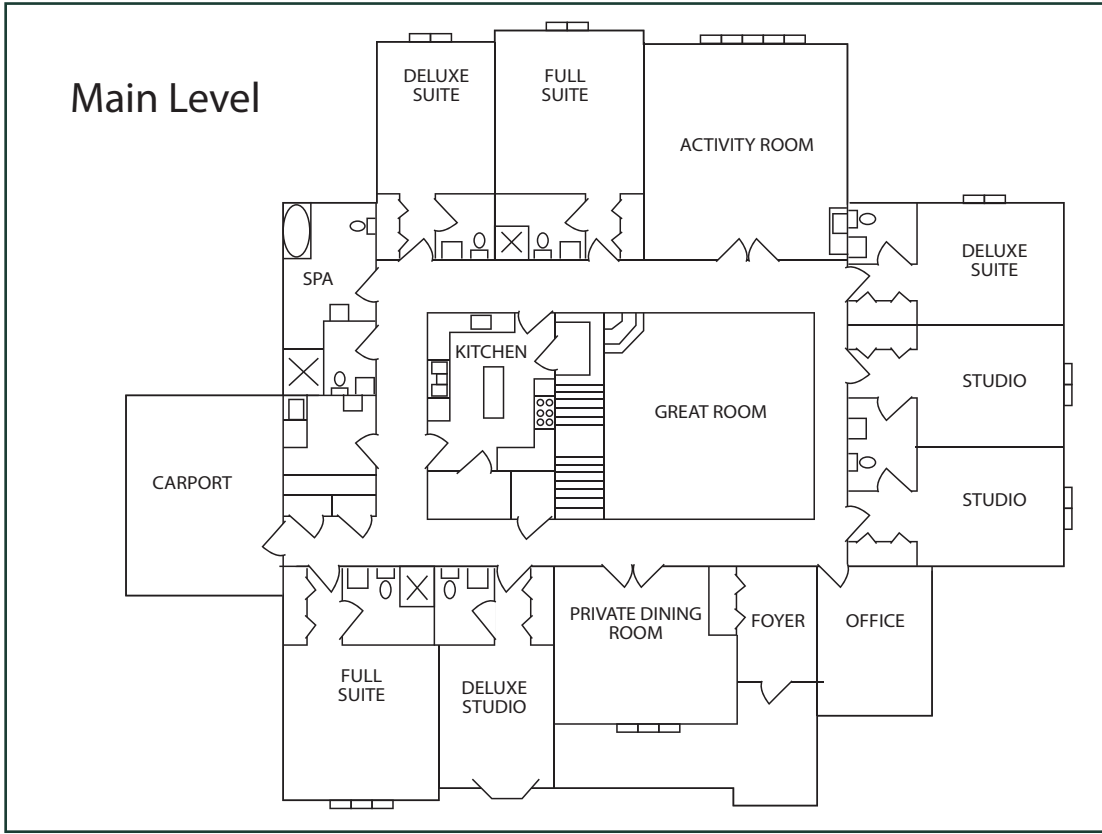 Main Level
DELUXE
SUITE
FULL
SUITE
ACTIVITY ROOM
SPA
DELUXE
SUITE
KITCHEN
STUDIO
GREAT ROOM
CARPORT
STUDIO
PRIVATE DINING
ROOM
FOYER
OFFICE
FULL
SUITE
DELUXE
STUDIO